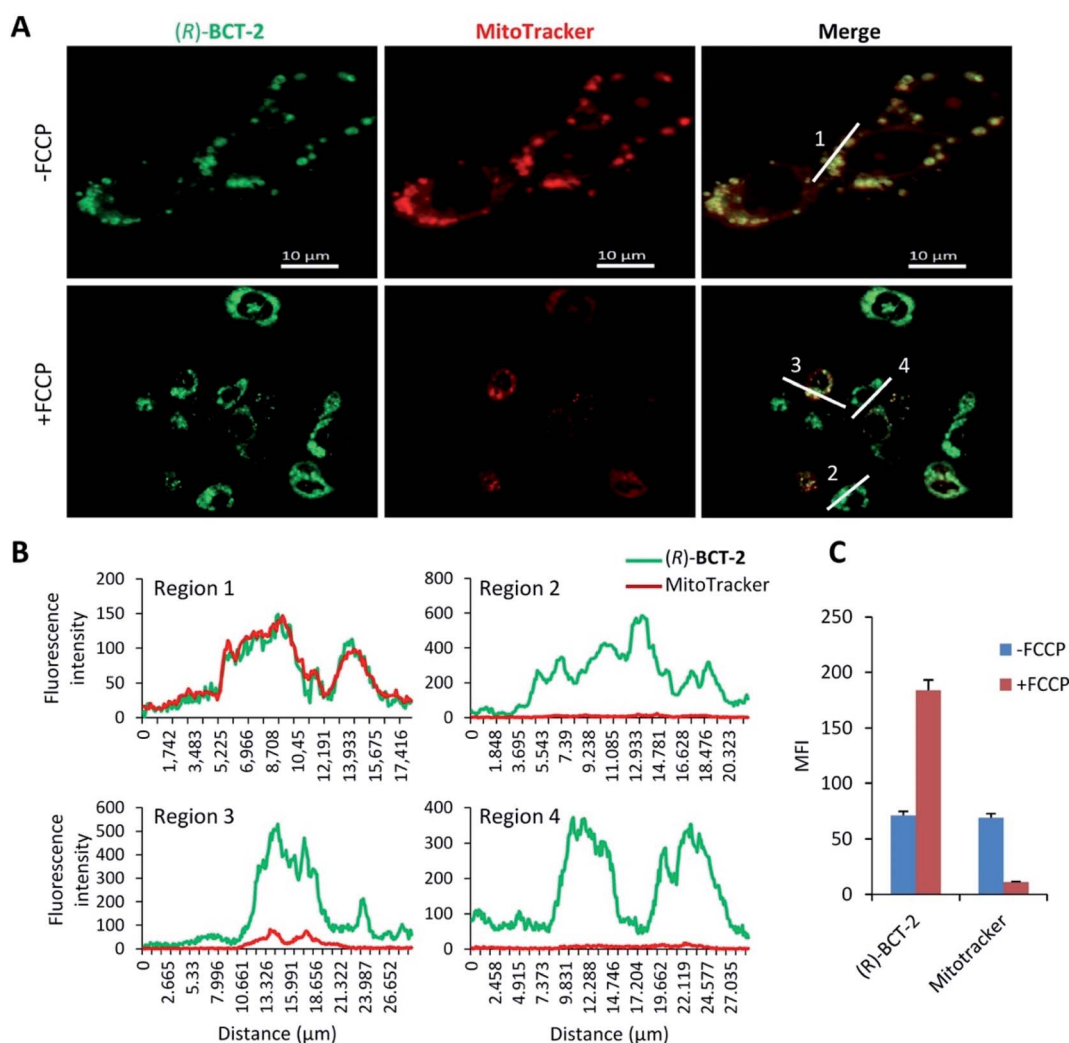 A
(R)-BCT-2
MitoTracker
Merge
-FCCP
1
10 µm
10 µm
10 µm
+FCCP
3
4
2
B
(R)-BCT-2
MitoTracker
Region 1
Fluorescence
intensity
200
150
100
50
0
0
1,742
3,483
5,225
6,966
8,708
10,45
12,191
13,933
15,675
17,416
Region 2
800
600
400
200
0
0
1.848
3.695
5.543
7.39
9.238
11.085
12.933
14.781
16.628
18.476
20.323
Region 3
Fluorescence
intensity
600
500
400
300
200
100
0
0
2.665
5.33
7.996
10.661
13.326
15.991
18.656
21.322
23.987
26.652
Distance (µm)
Region 4
400
300
200
100
0
0
2.458
4.915
7.373
9.831
12.288
14.746
17.204
19.662
22.119
24.577
27.035
Distance (µm)
C
MFI
250
200
150
100
50
0
-FCCP
+FCCP
(R)-BCT-2
Mitotracker